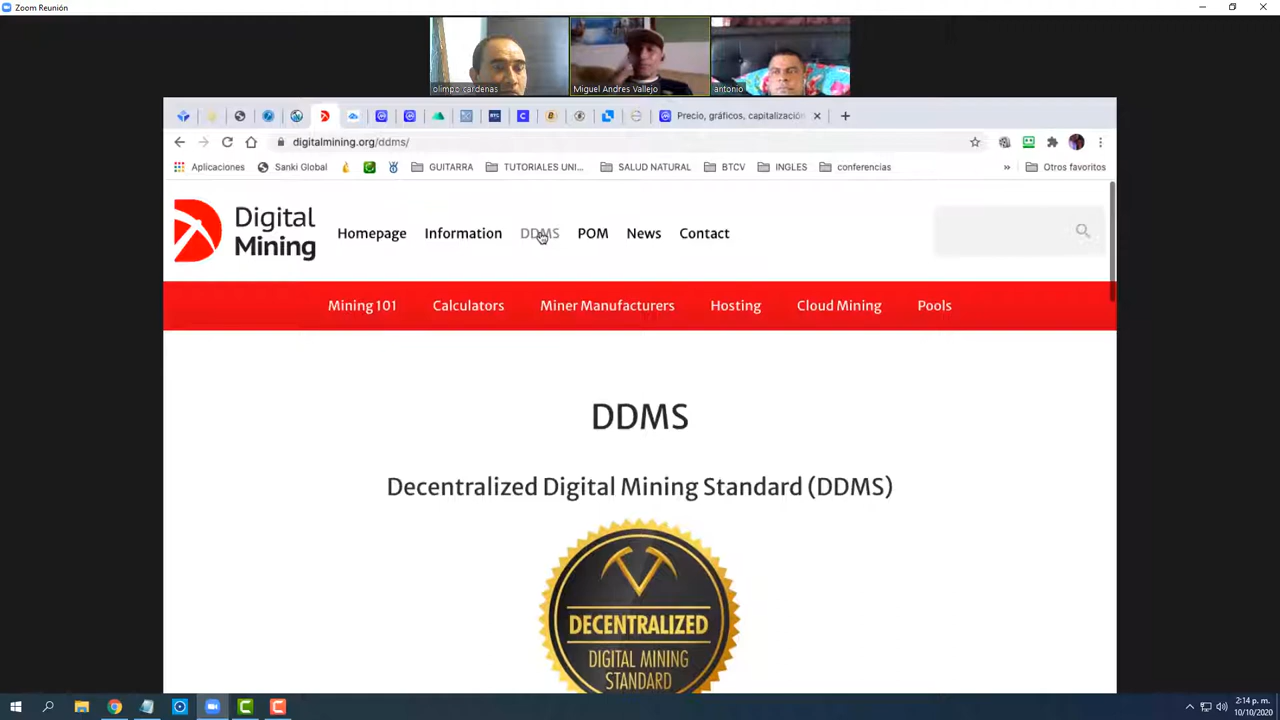 Zoom Reunión
olimpo cardenas
Miguel Andres Vallejo
antonio
Precio, gráficos, capitalización
digitalmining.org/ddms/
Aplicaciones
Sanki Global
GUITARRA
TUTORIALES UNI...
SALUD NATURAL
BTCV
INGLES
conferencias
»
Otros favoritos
Digital
Mining
Homepage
Information
DDMS
POM
News
Contact
Mining 101
Calculators
Miner Manufacturers
Hosting
Cloud Mining
Pools
DDMS
Decentralized Digital Mining Standard (DDMS)
DECENTRALIZED
DIGITAL MINING
STANDARD
2:14 p. m.
10/10/2020